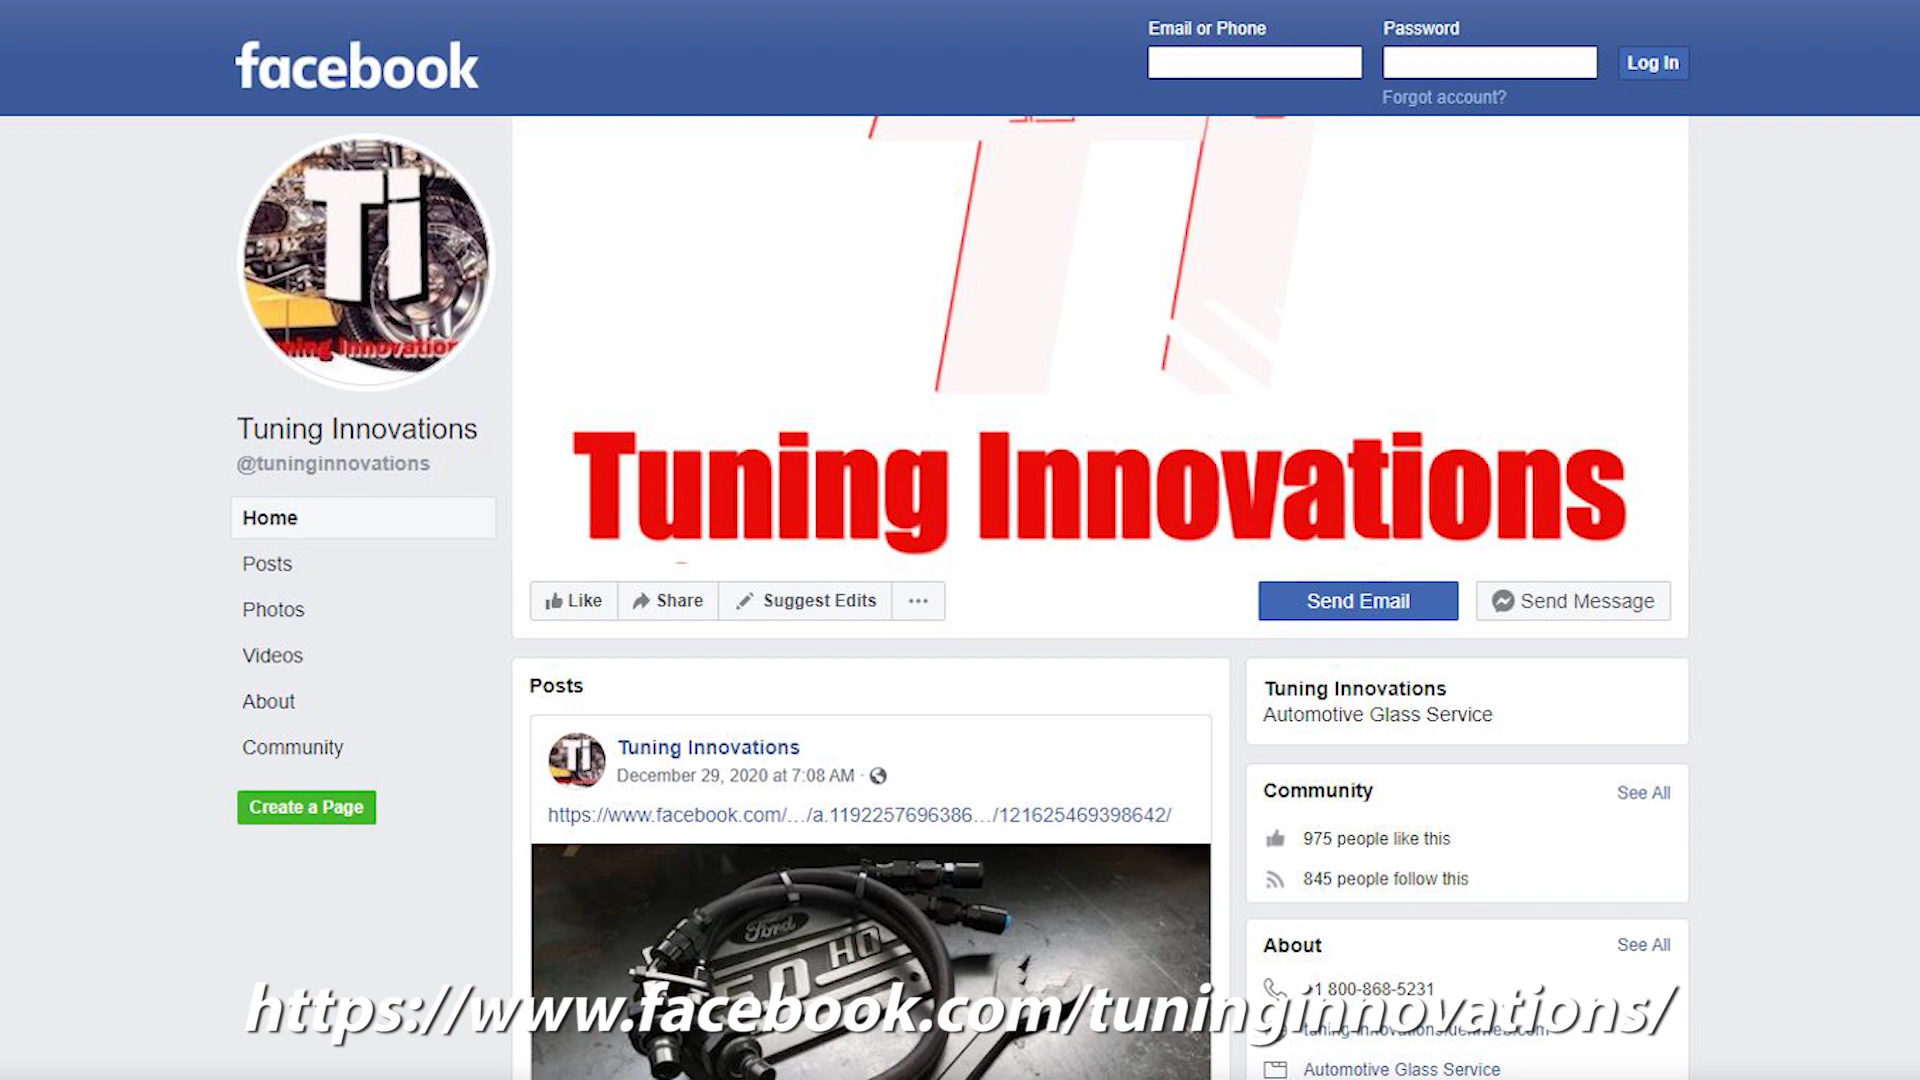 facebook
Email or Phone
Password
Log In
Forgot account?
Ti
Tuning Innovations
@tuninginnovations
Home
Posts
Photos
Videos
About
Community
Create a Page
Tuning Innovations
Like
Share
Suggest Edits
Send Email
Send Message
Posts
Ti
Tuning Innovations
December 29, 2020 at 7:08 AM ·
https://www.facebook.com/…/a.1192257696386…/121625469398642/
Ford
HO
Tuning Innovations
Automotive Glass Service
Community
See All
975 people like this
845 people follow this
About
See All
+1 800-868-5231
Automotive Glass Service
https://www.facebook.com/tuninginnovations/